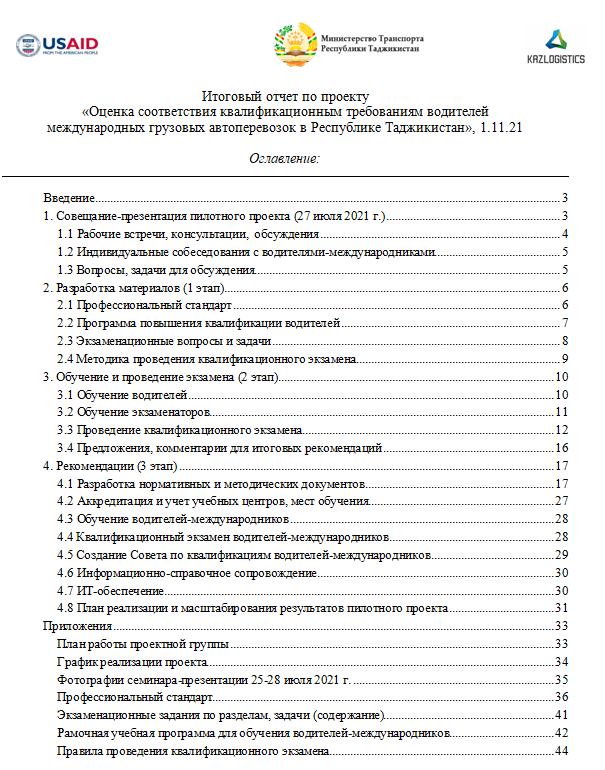 USAID
FROM THE AMERICAN PEOPLE
Министерство Транспорта
Республики Таджикистан
KAZLOGISTICS
Итоговый отчет по проекту
«Оценка соответствия квалификационным требованиям водителей
международных грузовых автоперевозок в Республике Таджикистан», 1.11.21
Оглавление:
Введение 3
1. Совещание-презентация пилотного проекта (27 июля 2021 г.) 3
1.1 Рабочие встречи, консультации, обсуждения 4
1.2 Индивидуальные собеседования с водителями-международниками. 5
1.3 Вопросы, задачи для обсуждения. 5
2. Разработка материалов (1 этап) 6
2.1 Профессиональный стандарт 6
2.2 Программа повышения квалификации водителей 7
2.3 Экзаменационные вопросы и задачи 8
2.4 Методика проведения квалификационного экзамена. 9
3. Обучение и проведение экзамена (2 этап) 10
3.1 Обучение водителей 10
3.2 Обучение экзаменаторов 11
3.3 Проведение квалификационного экзамена 12
3.4 Предложения, комментарии для итоговых рекомендаций 16
4. Рекомендации (3 этап) 17
4.1 Разработка нормативных и методических документов 17
4.2 Аккредитация и учет учебных центров, мест обучения. 27
4.3 Обучение водителей-международников 28
4.4 Квалификационный экзамен водителей-международников 28
4.5 Создание Совета по квалификациям водителей-международников 29
4.6 Информационно-справочное сопровождение 30
4.7 ИТ-обеспечение 30
4.8 План реализации и масштабирования результатов пилотного проекта 31
Приложения 33
План работы проектной группы 33
График реализации проекта 34
Фотографии семинара-презентации 25-28 июля 2021 г. 35
Профессиональный стандарт 36
Экзаменационные задания по разделам, задачи (содержание) 41
Рамочная учебная программа для обучения водителей-международников 42
Правила проведения квалификационного экзамена 44